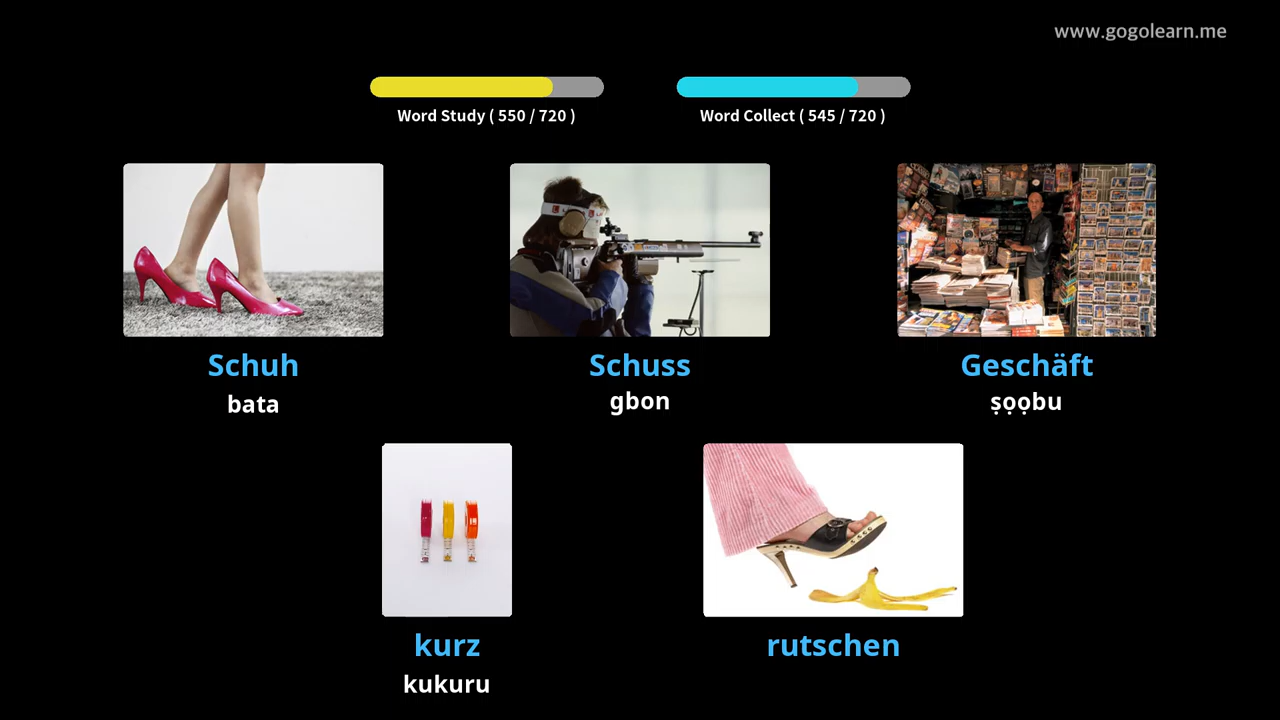 www.gogolearn.me
Word Study ( 550 / 720 )
Word Collect ( 545 / 720 )
Schuh
Schuss
Geschäft
bata
gbon
ṣọọbu
kurz
rutschen
kukuru